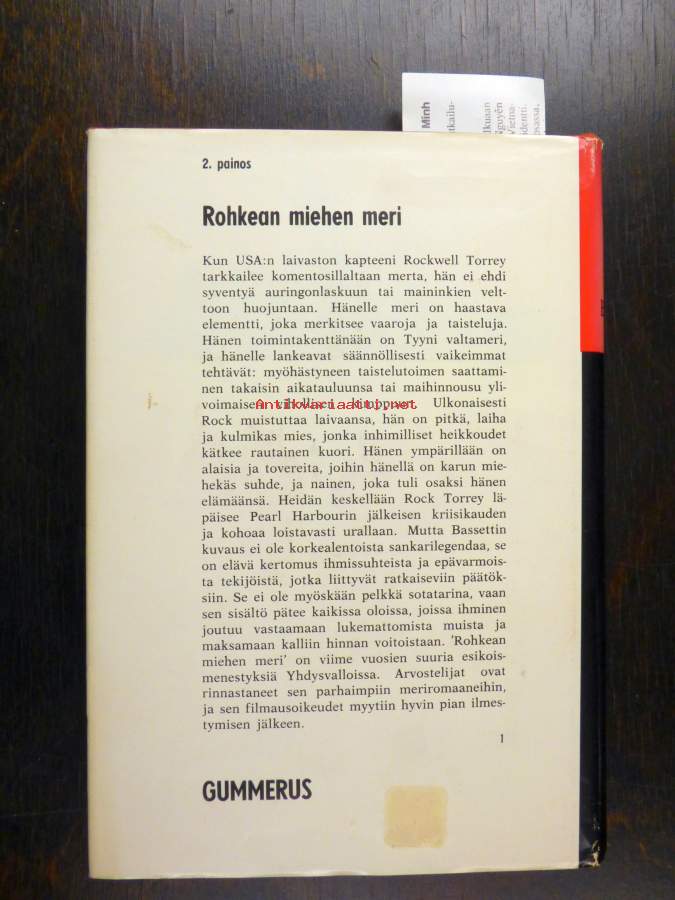 Minh
2. painos
Rohkean miehen meri
Kun USA:n laivaston kapteeni Rockwell Torrey
tarkkailee komentosillaltaan merta, hän ei ehdi
syventyä auringonlaskuun tai maininkien velt-
toon huojuntaan. Hänelle meri on haastava
elementti, joka merkitsee vaaroja ja taisteluja.
Hänen toimintakenttänään on Tyyni valtameri,
ja hänelle lankeavat säännöllisesti vaikeimmat
tehtävät: myöhästyneen taistelutoimen saattami-
nen takaisin aikatauluunsa tai maihinnousu yli-
voimaisen vihollisen kimppuun. Ulkonaisesti
Antikvariaatti.net
Rock muistuttaa laivaansa, hän on pitkä, laiha
ja kulmikas mies, jonka inhimilliset heikkoudet
kätkee rautainen kuori. Hänen ympärillään on
alaisia ja tovereita, joihin hänellä on karun mie-
hekäs suhde, ja nainen, joka tuli osaksi hänen
elämäänsä. Heidän keskellään Rock Torrey lä-
päisee Pearl Harbourin jälkeisen kriisikauden
ja kohoaa loistavasti urallaan. Mutta Bassettin
kuvaus ei ole korkealentoista sankarilegendaa, se
on elävä kertomus ihmissuhteista ja epävarmois-
ta tekijöistä, jotka liittyvät ratkaiseviin päätök-
siin. Se ei ole myöskään pelkkä sotatarina, vaan
sen sisältö pätee kaikissa oloissa, joissa ihminen
joutuu vastaamaan lukemattomista muista ja
maksamaan kalliin hinnan voitoistaan. 'Rohkean
miehen meri' on viime vuosien suuria esikois-
menestyksiä Yhdysvalloissa. Arvostelijat ovat
rinnastaneet sen parhaimpiin meriromaaneihin,
ja sen filmausoikeudet myytiin hyvin pian ilmes-
tymisen jälkeen.
1
GUMMERUS